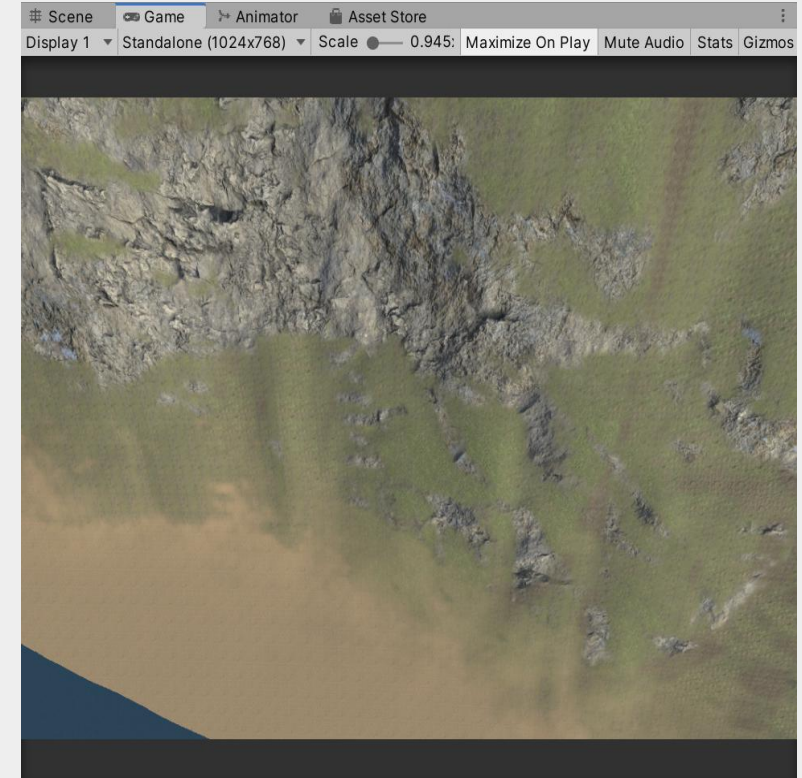 Scene Game Animator Asset Store
Display 1 Standalone (1024x768) Scale 0.945: Maximize On Play Mute Audio Stats Gizmos